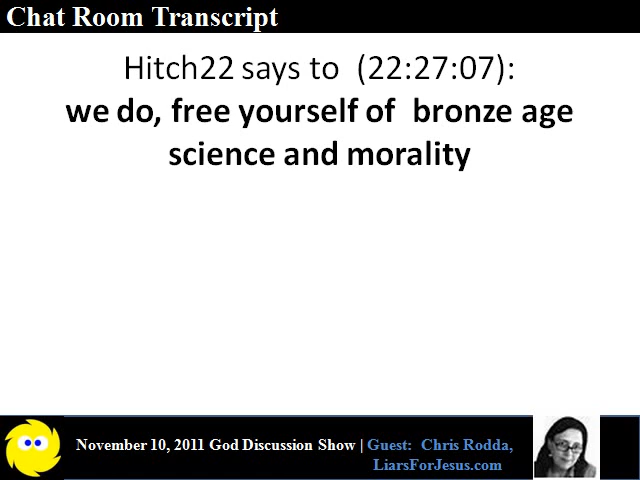 Chat Room Transcript
Hitch22 says to  (22:27:07):
we do, free yourself of  bronze age
science and morality
November 10, 2011 God Discussion Show | Guest:  Chris Rodda,
LiarsForJesus.com